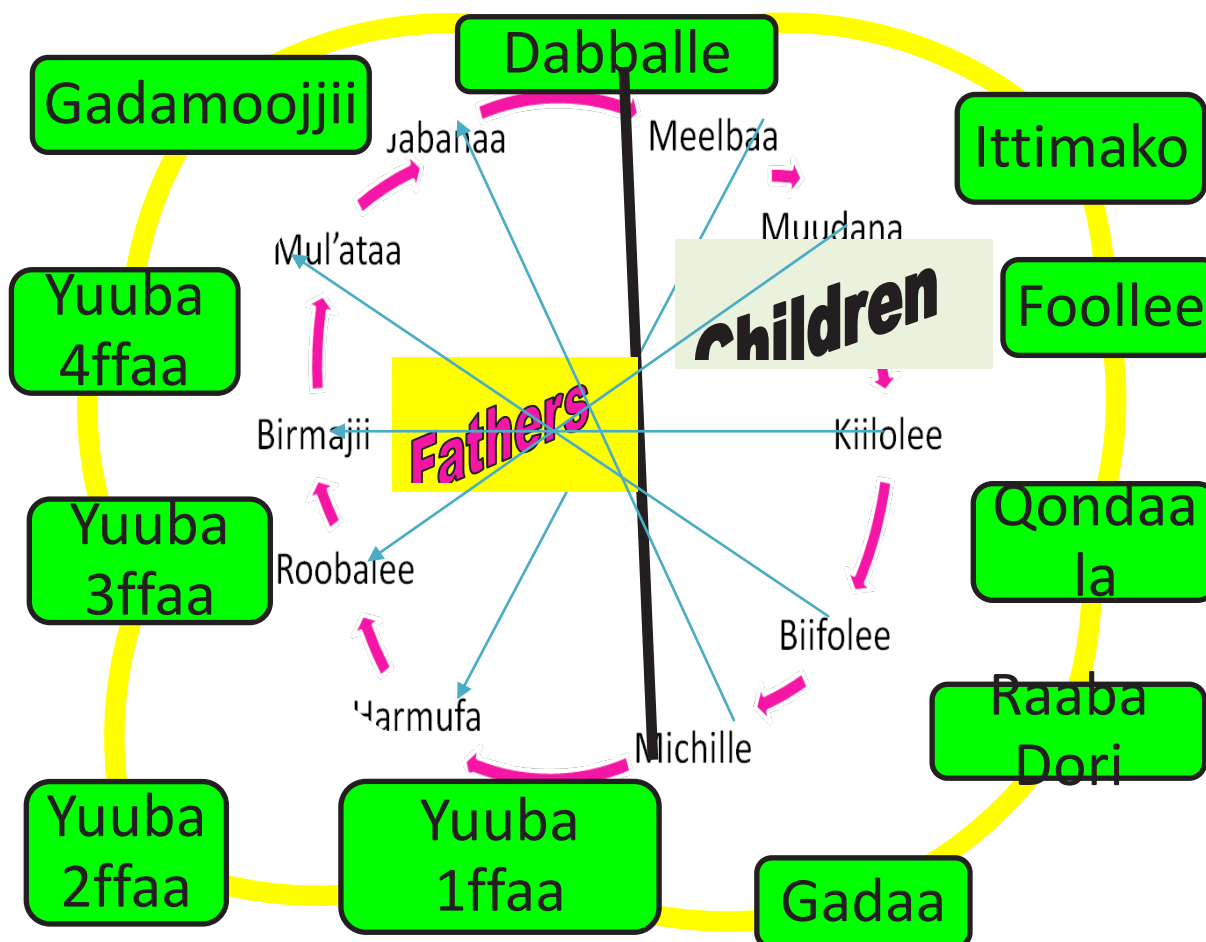 Dabballe
Gadamoojjii
Ittimako
Meelbaa
Muudana
Mul'ataa
Children
Yuuba
4ffaa
Foollee
Fathers
Birmajii
Kiilolee
Yuuba
3ffaa
Roobalee
Qondaa
la
Biifolee
Raaba
Dori
Harmufa
Michille
Yuuba
2ffaa
Yuuba
1ffaa
Gadaa